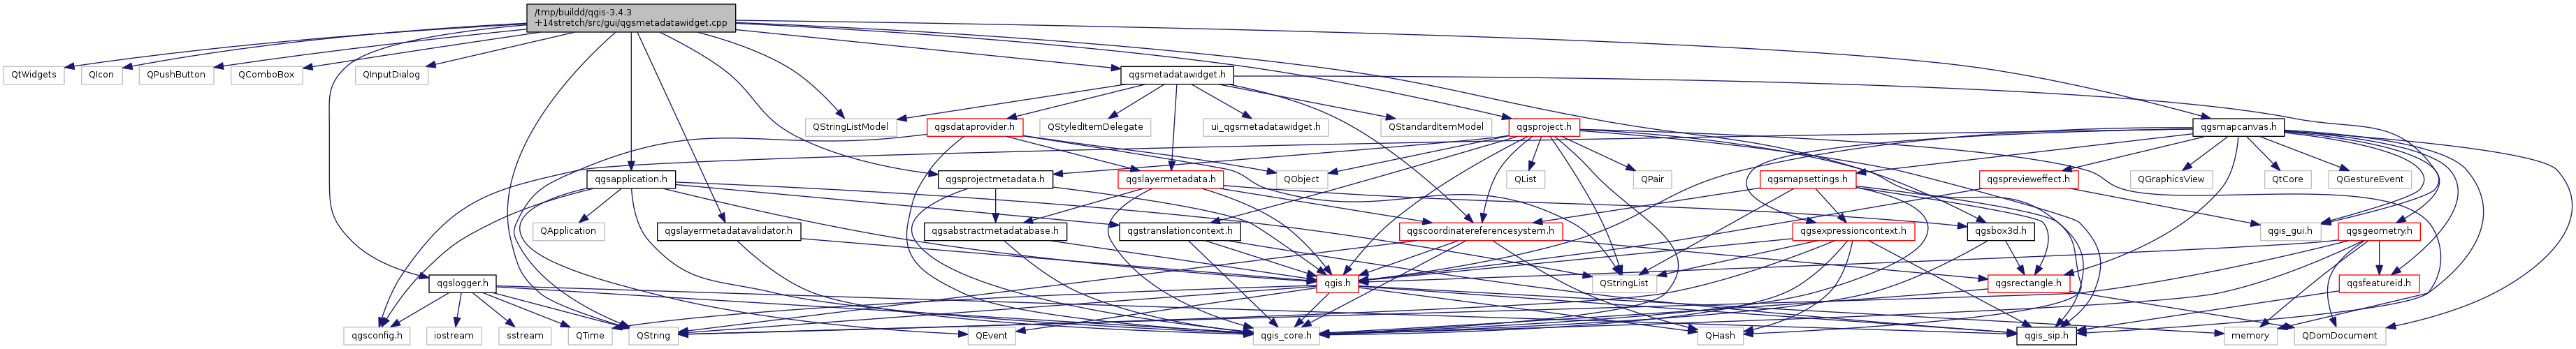 /tmp/buildd/qgis-3.4.3
+14stretch/src/gui/qgsmetadatawidget.cpp
QtWidgets
QIcon
QPushButton
QComboBox
QInputDialog
qgsmetadatawidget.h
QStringListModel
qgsdataprovider.h
QStyledItemDelegate
ui_qgsmetadatawidget.h
QStandardItemModel
qgsproject.h
qgsmapcanvas.h
qgsapplication.h
qgsprojectmetadata.h
qgslayermetadata.h
QObject
QList
QPair
qgsmapsettings.h
qgsprevieweffect.h
QGraphicsView
QtCore
QGestureEvent
QApplication
qgslayermetadatavalidator.h
qgsabstractmetadatabase.h
qgstranslationcontext.h
qgscoordinatereferencesystem.h
qgsexpressioncontext.h
qgsbox3d.h
qgis_gui.h
qgsgeometry.h
qgslogger.h
qgis.h
QStringList
qgsrectangle.h
qgsfeatureid.h
qgsconfig.h
iostream
sstream
QTime
QString
QEvent
qgis_core.h
QHash
qgis_sip.h
memory
QDomDocument